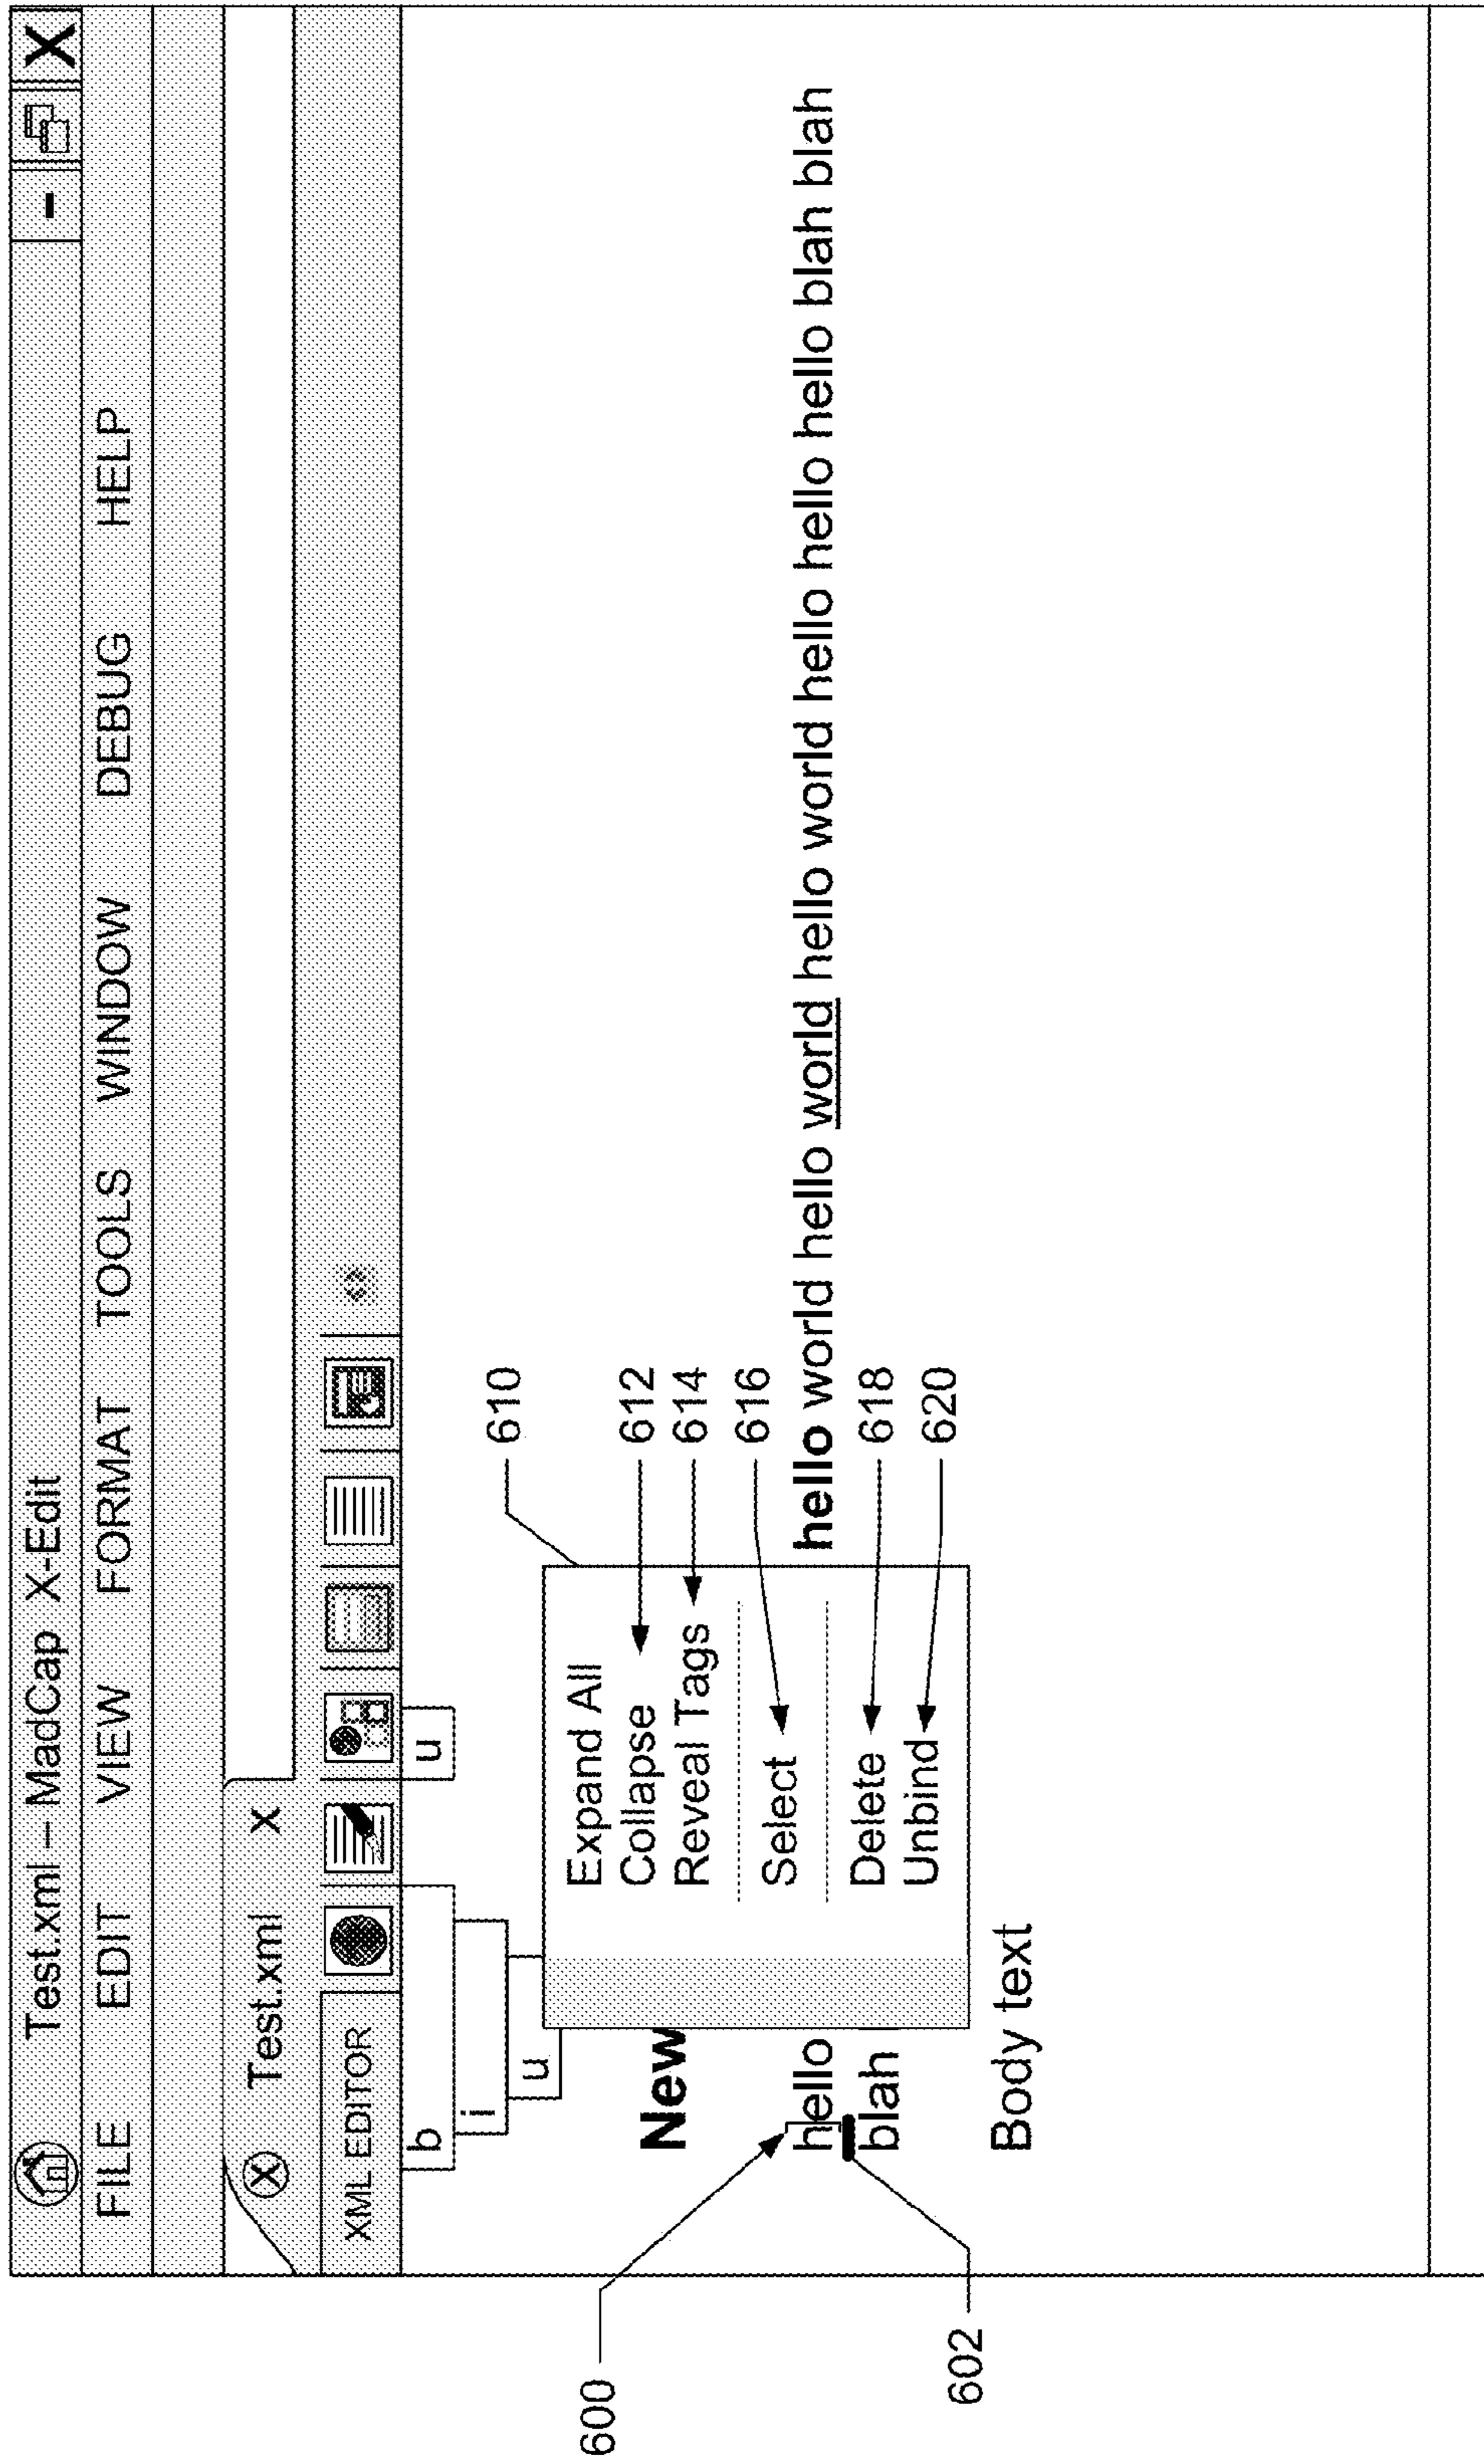 Test.xml – MadCap X-Edit - X
FILE EDIT VIEW FORMAT TOOLS WINDOW DEBUG HELP
X Test.xml X
XML EDITOR
b u
i
u
610
Expand All
Collapse 612
Reveal Tags 614
Select 616
Delete 618
Unbind 620
New
600
hello hello world hello world hello world hello hello hello blah blah
blah
602
Body text